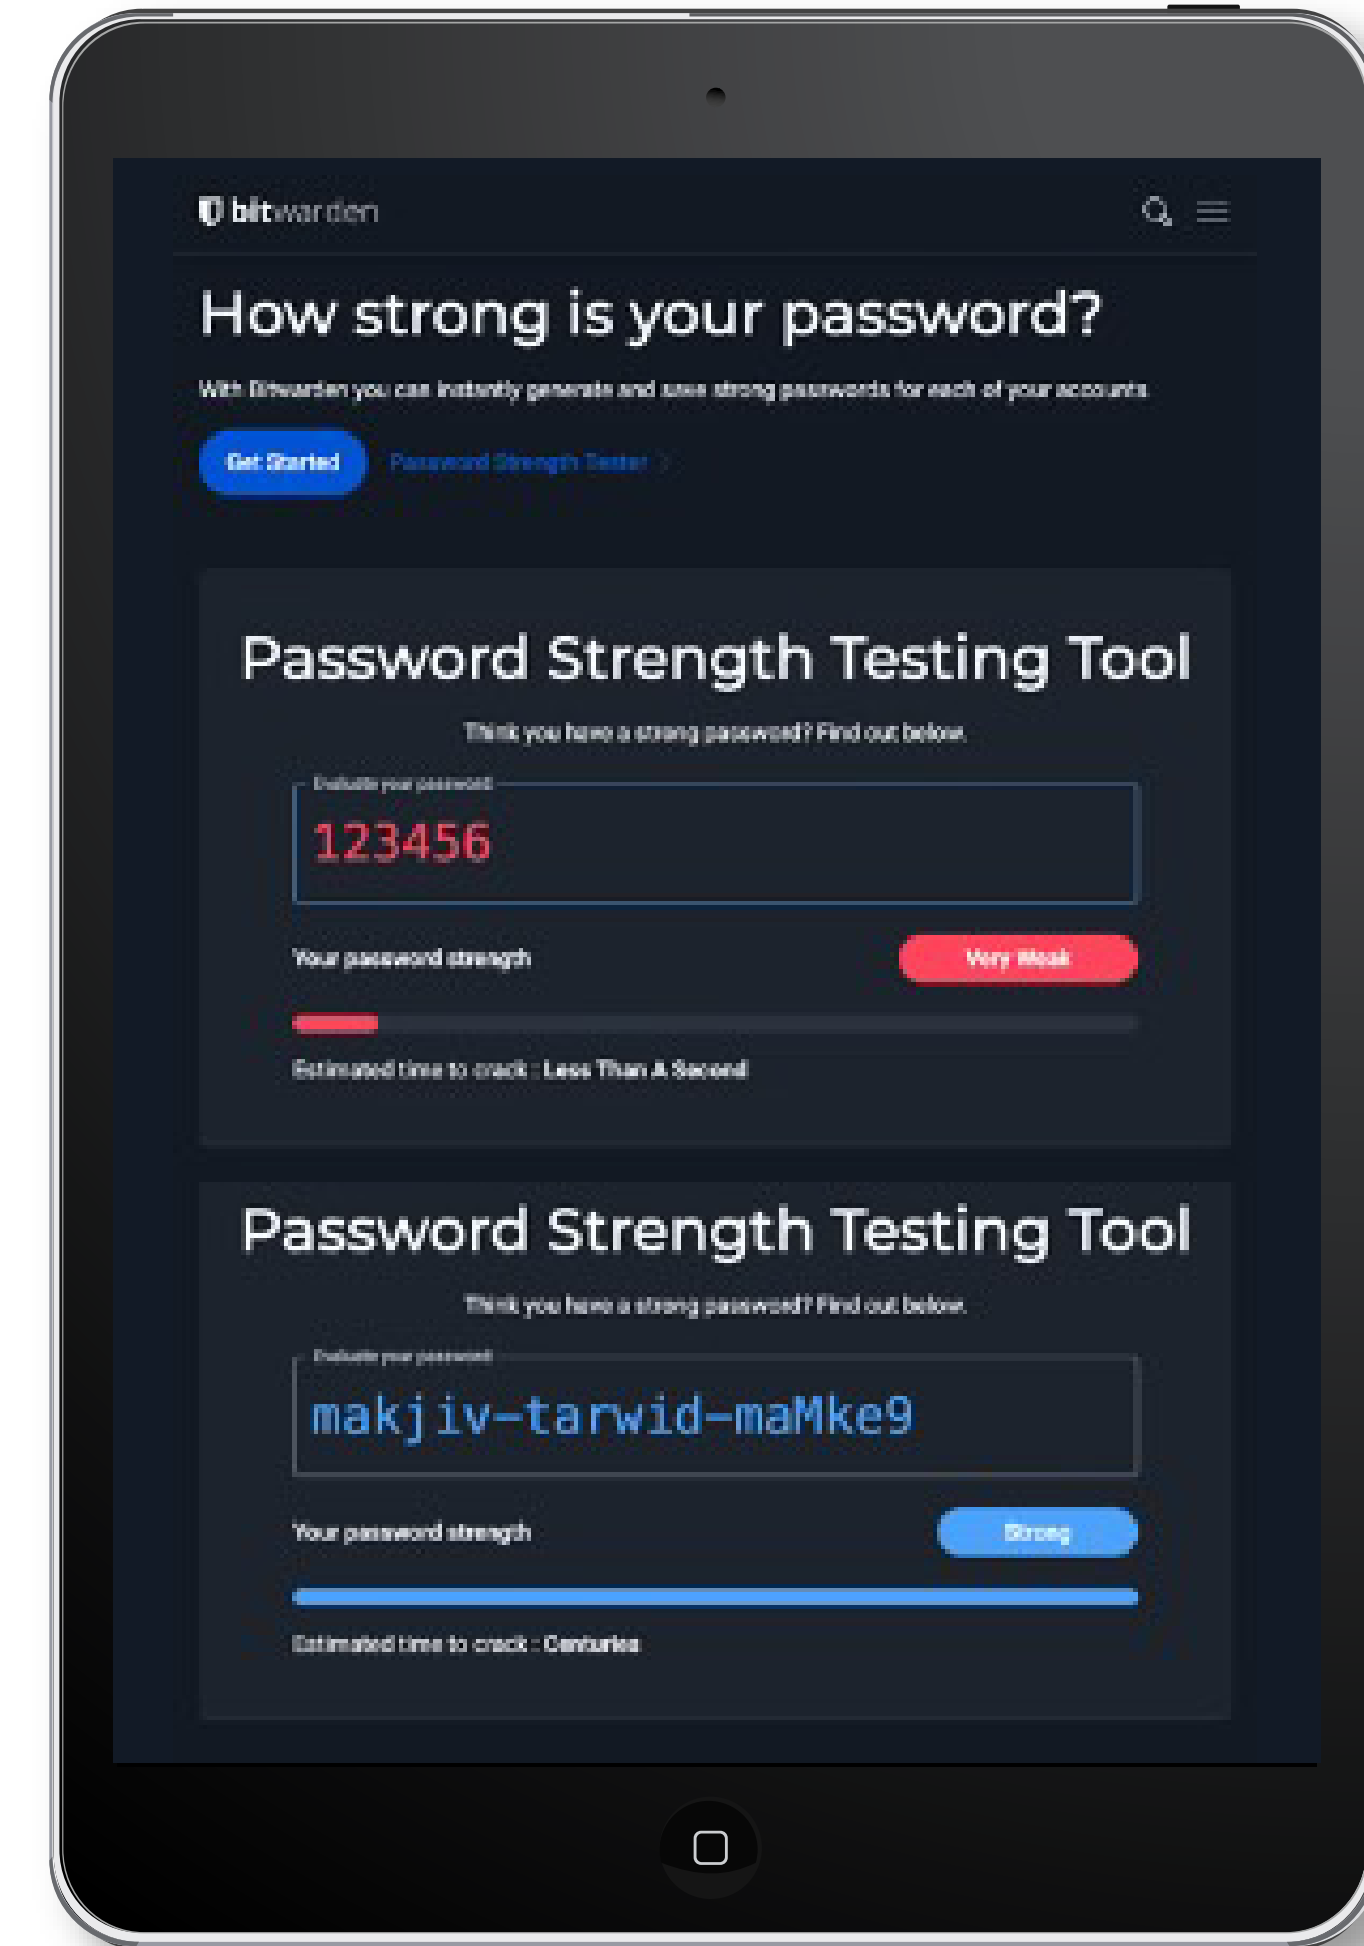 bitwarden
How strong is your password?
With Bitwarden you can instantly generate and save strong passwords for each of your accounts
Get Started
Password Strength Tester >
Password Strength Testing Tool
Think you have a strong password? Find out below.
Evaluate your password
123456
Your password strength
Very Weak
Estimated time to crack : Less Than A Second
Password Strength Testing Tool
Think you have a strong password? Find out below.
Evaluate your password
makjiv-tarwid-maMke9
Your password strength
Strong
Estimated time to crack : Centuries